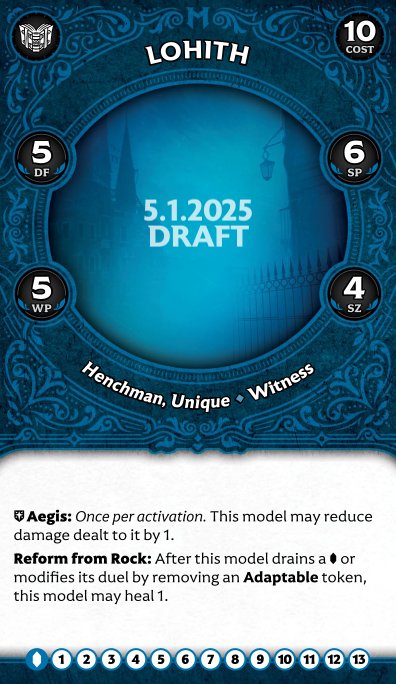 LOHITH
10
COST
5
DF
6
SP
5.1.2025
DRAFT
5
WP
4
SZ
Henchman, Unique ⬥ Witness
Aegis: Once per activation. This model may reduce
damage dealt to it by 1.
Reform from Rock: After this model drains a or
modifies its duel by removing an Adaptable token,
this model may heal 1.
1 2 3 4 5 6 7 8 9 10 11 12 13